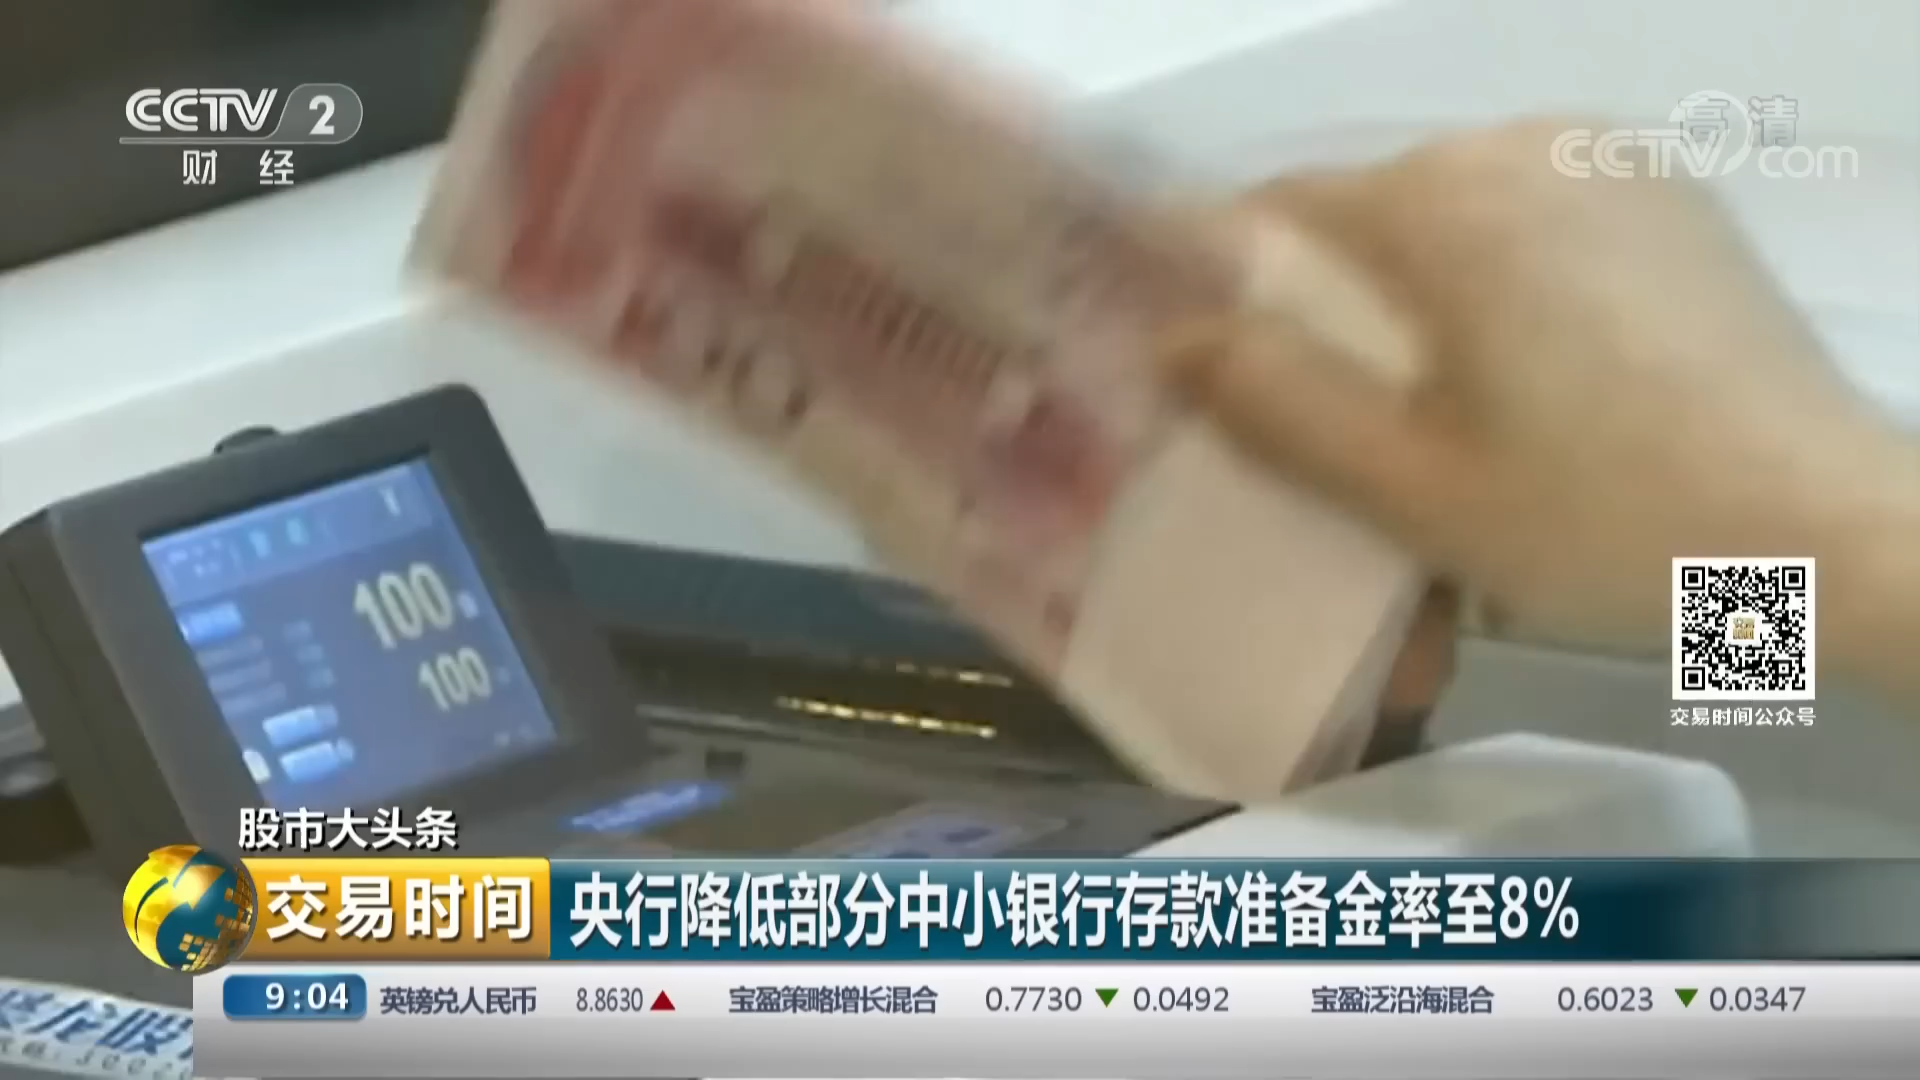 CCTV 2
财 经
高清
CCTV com
100
100
交易时间公众号
股市大头条
交易时间
央行降低部分中小银行存款准备金率至8%
9:04 英镑兑人民币 8.8630 ▲ 宝盈策略增长混合 0.7730 ▼ 0.0492 宝盈泛沿海混合 0.6023 ▼ 0.0347